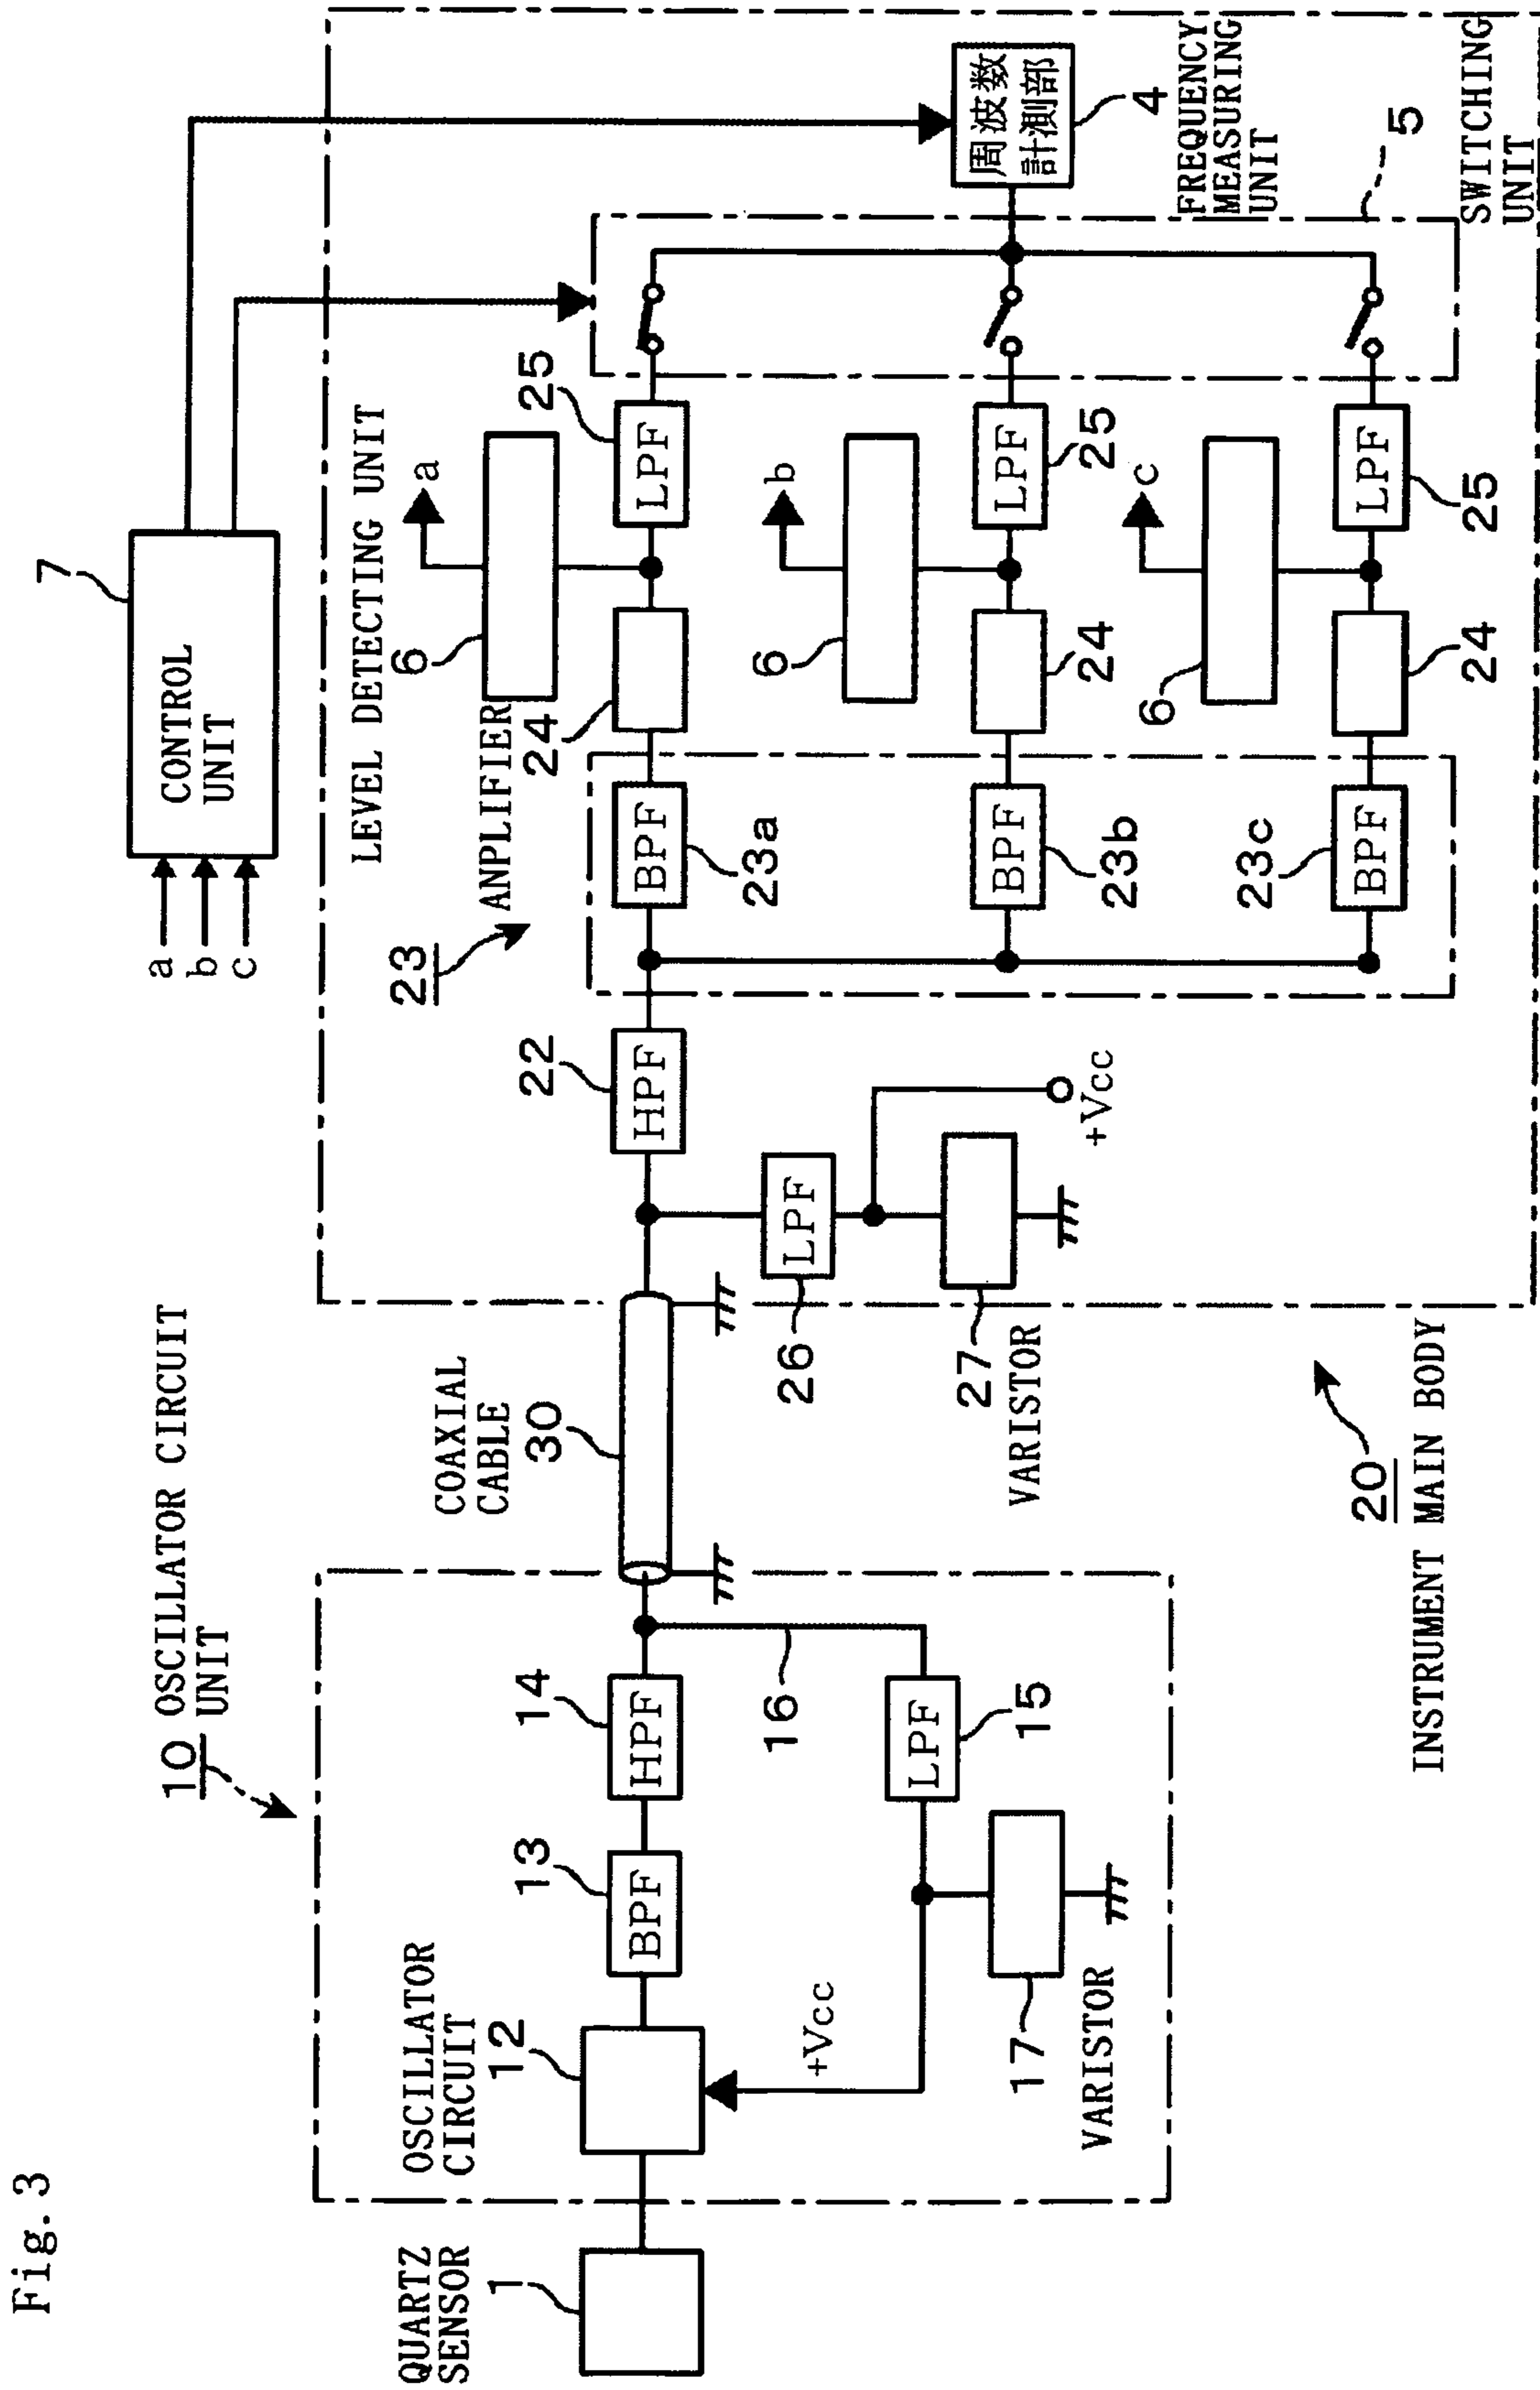 Fig. 3
QUARTZ
SENSOR
1
10 OSCILLATOR CIRCUIT
UNIT
OSCILLATOR
CIRCUIT
12
13
BPF
14
HPF
16
LPF
15
+Vcc
17
VARISTOR
COAXIAL
CABLE
30
20
INSTRUMENT MAIN BODY
22
HPF
LPF
26
27
VARISTOR
+Vcc
7
CONTROL
UNIT
a
b
c
LEVEL DETECTING UNIT
23
ANPLIFIER
BPF
23a
BPF
23b
BPF
23c
24
24
24
6
a
6
b
6
c
25
LPF
LPF
25
LPF
25
周波数
計測部
4
FREQUENCY
MEASURING
UNIT
5
SWITCHING
UNIT